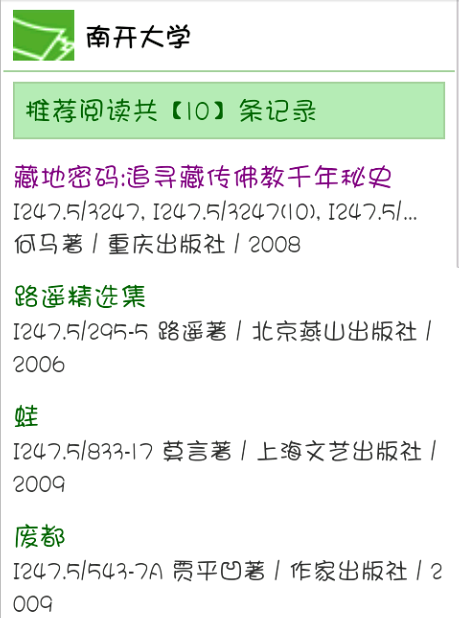 南开大学
推荐阅读共【10】条记录
藏地密码:追寻藏传佛教千年秘史
I247.5/3247, I247.5/3247(10), I247.5/...
何马著 / 重庆出版社 / 2008
路遥精选集
I247.5/295-5 路遥著 / 北京燕山出版社 /
2006
蛙
I247.5/833-17 莫言著 / 上海文艺出版社 /
2009
废都
I247.5/543-7A 贾平凹著 / 作家出版社 / 2
009